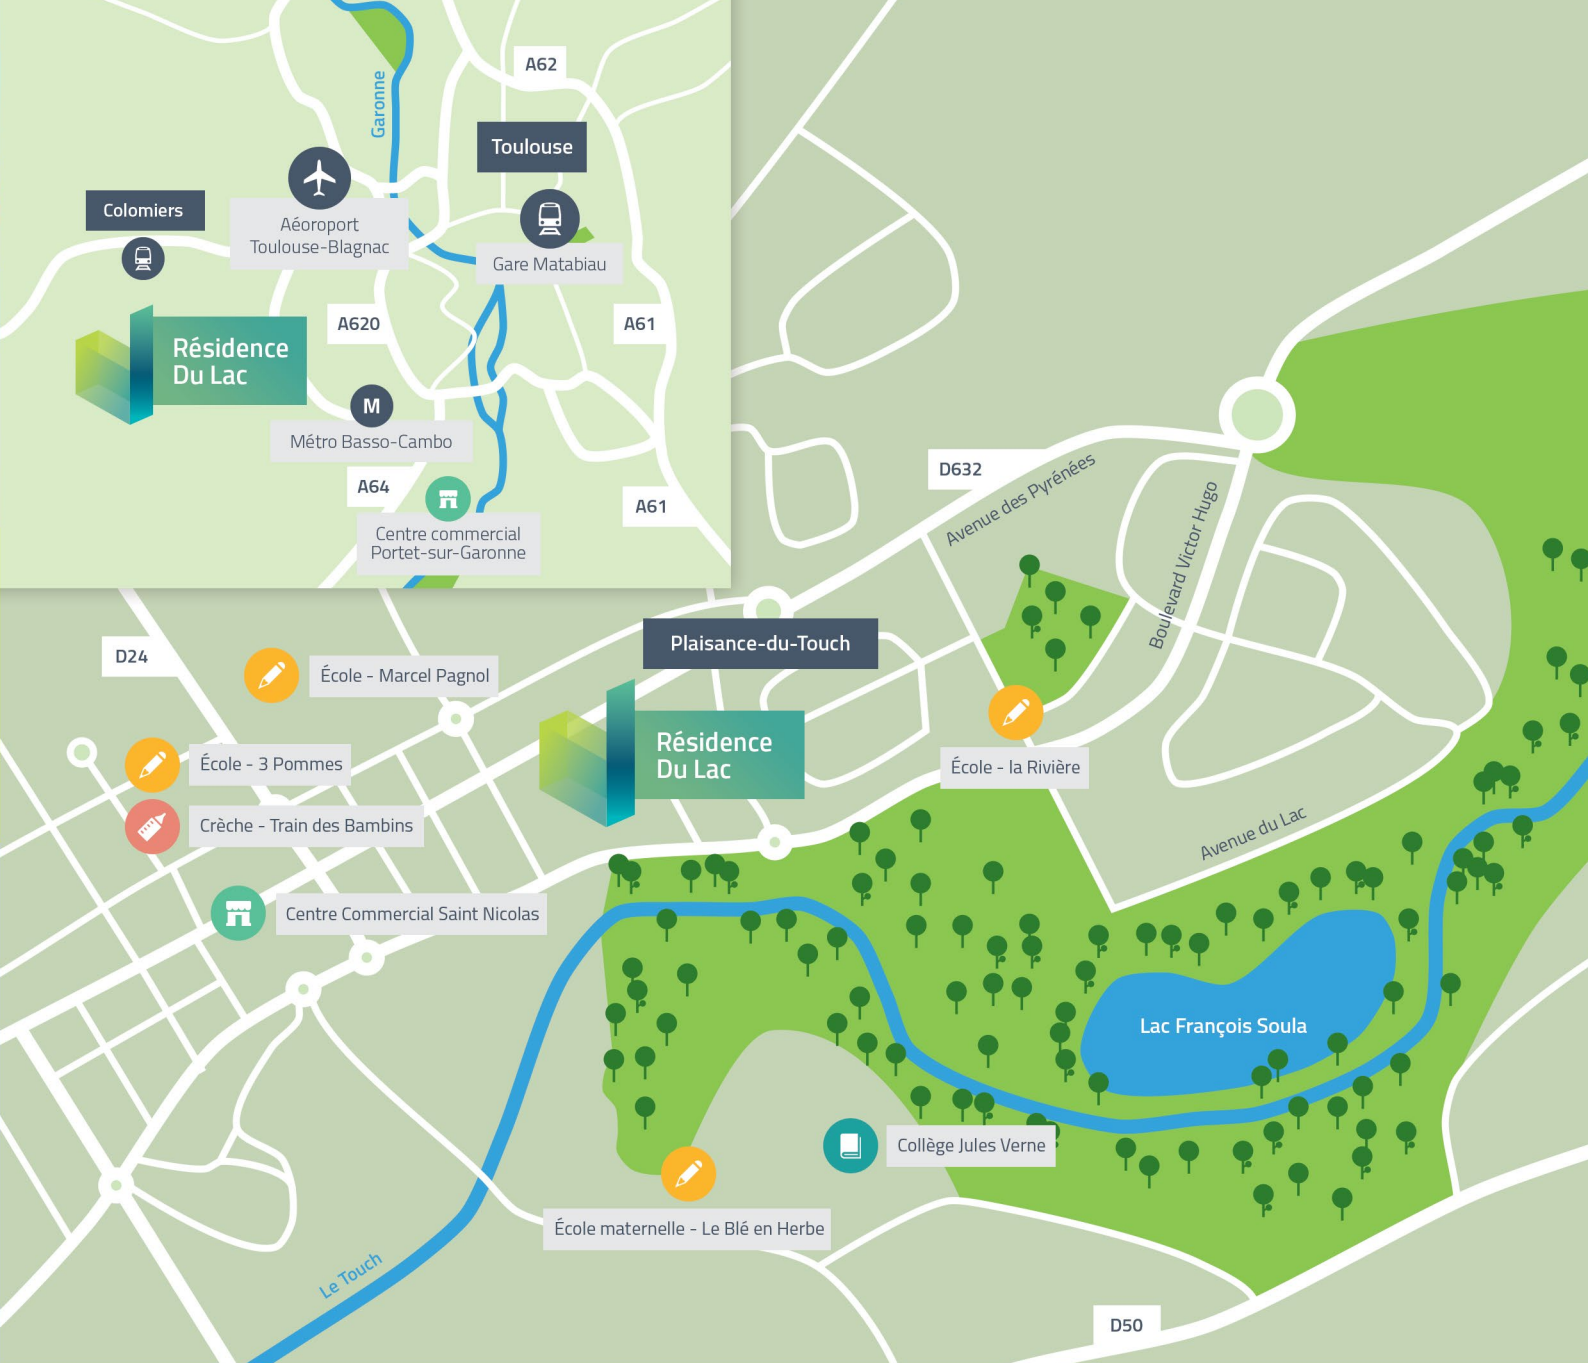 Garonne
A62
Toulouse
Colomiers
Aéoroport
Toulouse-Blagnac
Gare Matabiau
A620
A61
Résidence
Du Lac
M
Métro Basso-Cambo
A64
A61
Centre commercial
Portet-sur-Garonne
D632
Avenue des Pyrénées
Boulevard Victor Hugo
D24
École - Marcel Pagnol
Plaisance-du-Touch
École - 3 Pommes
Résidence
Du Lac
École - la Rivière
Crèche - Train des Bambins
Avenue du Lac
Centre Commercial Saint Nicolas
Lac François Soula
Collège Jules Verne
École maternelle - Le Blé en Herbe
Le Touch
D50